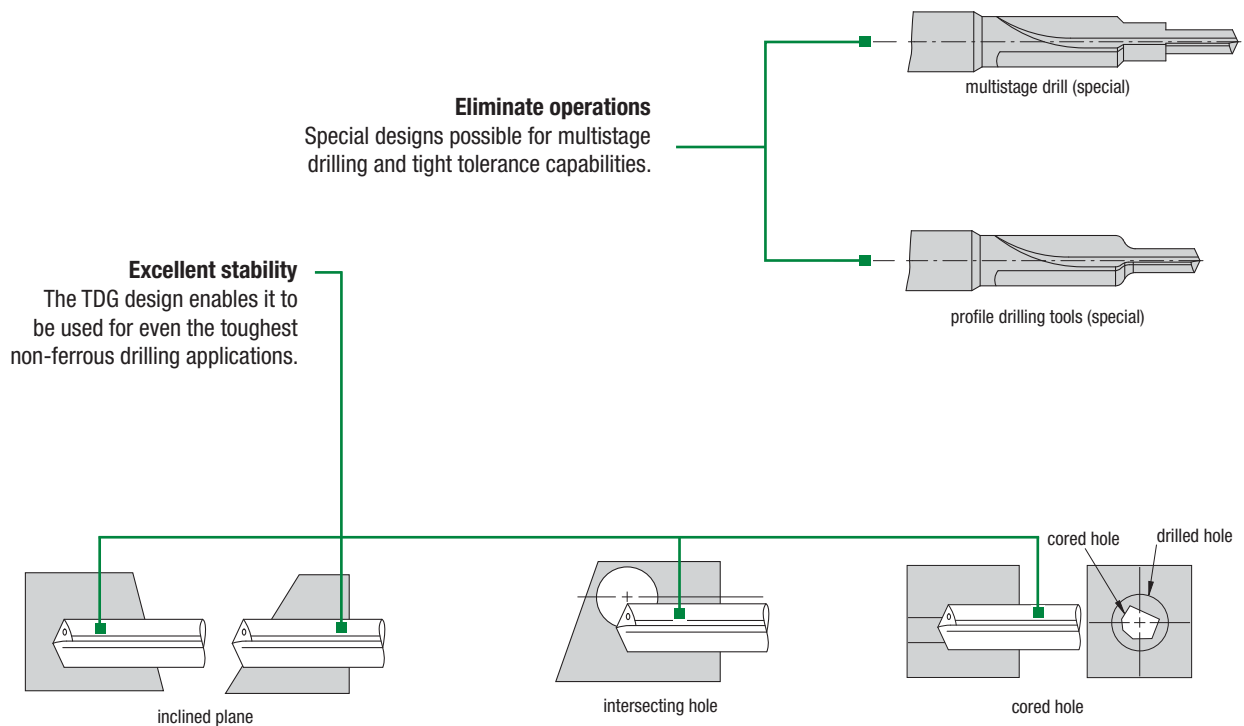 multistage drill (special)
Eliminate operations
Special designs possible for multistage
drilling and tight tolerance capabilities.
profile drilling tools (special)
Excellent stability
The TDG design enables it to
be used for even the toughest
non-ferrous drilling applications.
cored hole
drilled hole
inclined plane
intersecting hole
cored hole